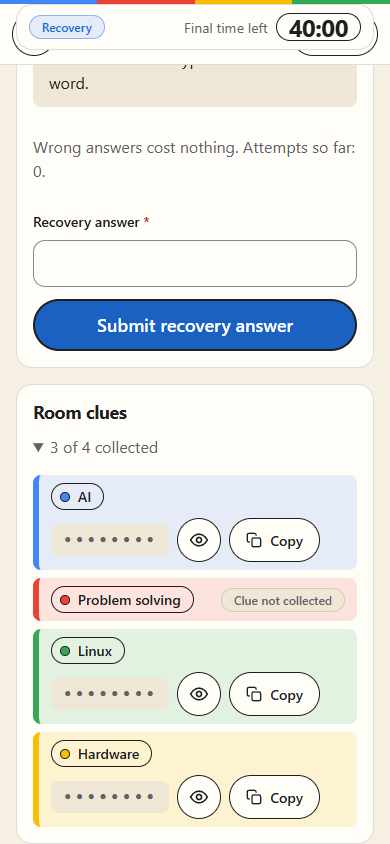 Recovery
Final time left
40:00
word.
Wrong answers cost nothing. Attempts so far:
0.
Recovery answer *
Submit recovery answer
Room clues
▼ 3 of 4 collected
AI
••••••••
Copy
Problem solving
Clue not collected
Linux
••••••••
Copy
Hardware
••••••••
Copy